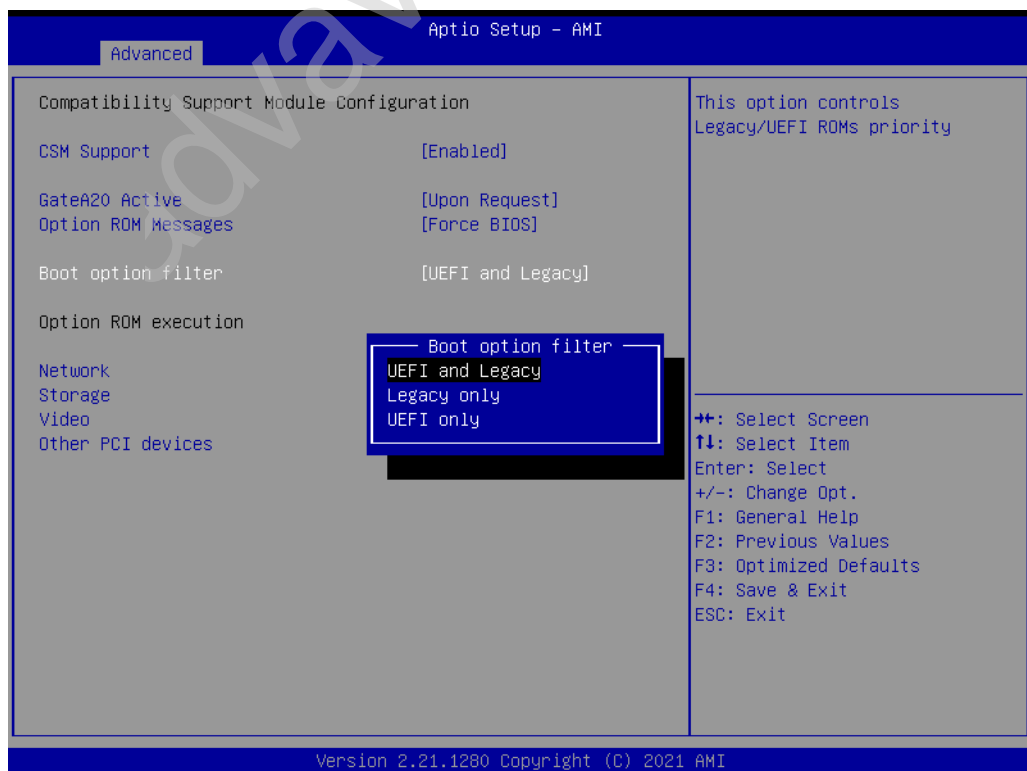 Aptio Setup – AMI
Advanced
Compatibility Support Module Configuration
CSM Support [Enabled]
GateA20 Active [Upon Request]
Option ROM Messages [Force BIOS]
Boot option filter [UEFI and Legacy]
Option ROM execution
Network
Storage
Video
Other PCI devices
Boot option filter
UEFI and Legacy
Legacy only
UEFI only
This option controls
Legacy/UEFI ROMs priority
→←: Select Screen
↑↓: Select Item
Enter: Select
+/-: Change Opt.
F1: General Help
F2: Previous Values
F3: Optimized Defaults
F4: Save & Exit
ESC: Exit
Version 2.21.1280 Copyright (C) 2021 AMI